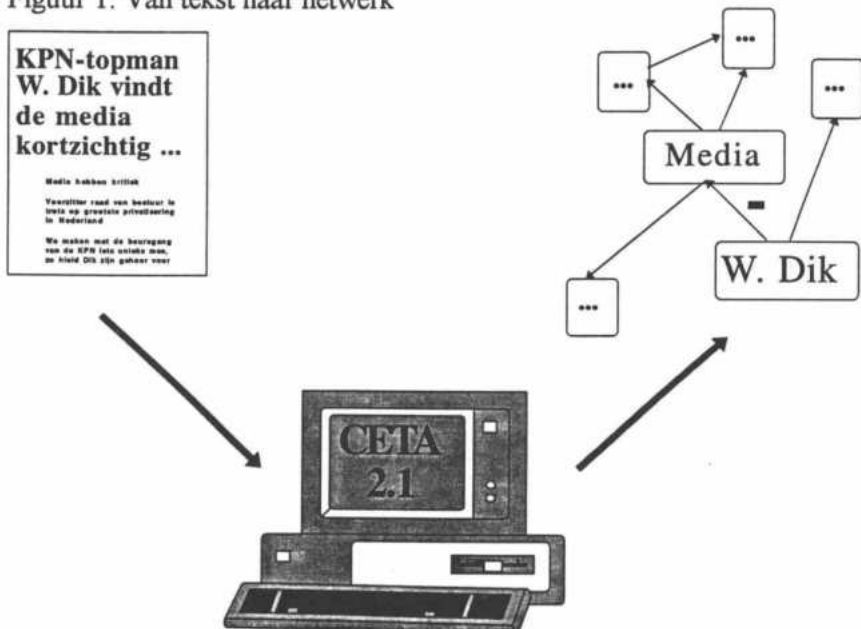 Figuur 1: Van tekst naar netwerk
KPN-topman
W. Dik vindt
de media
kortzichtig ...
Media hebben kritiek
Voorzitter raad van bestuur is
trots op grootste privatisering
in Nederland
We maken met de beursgang
van de KPN iets unieks mee,
zo hield Dik zijn gehoor voor
...
...
...
Media
W. Dik
...
CETA
2.1